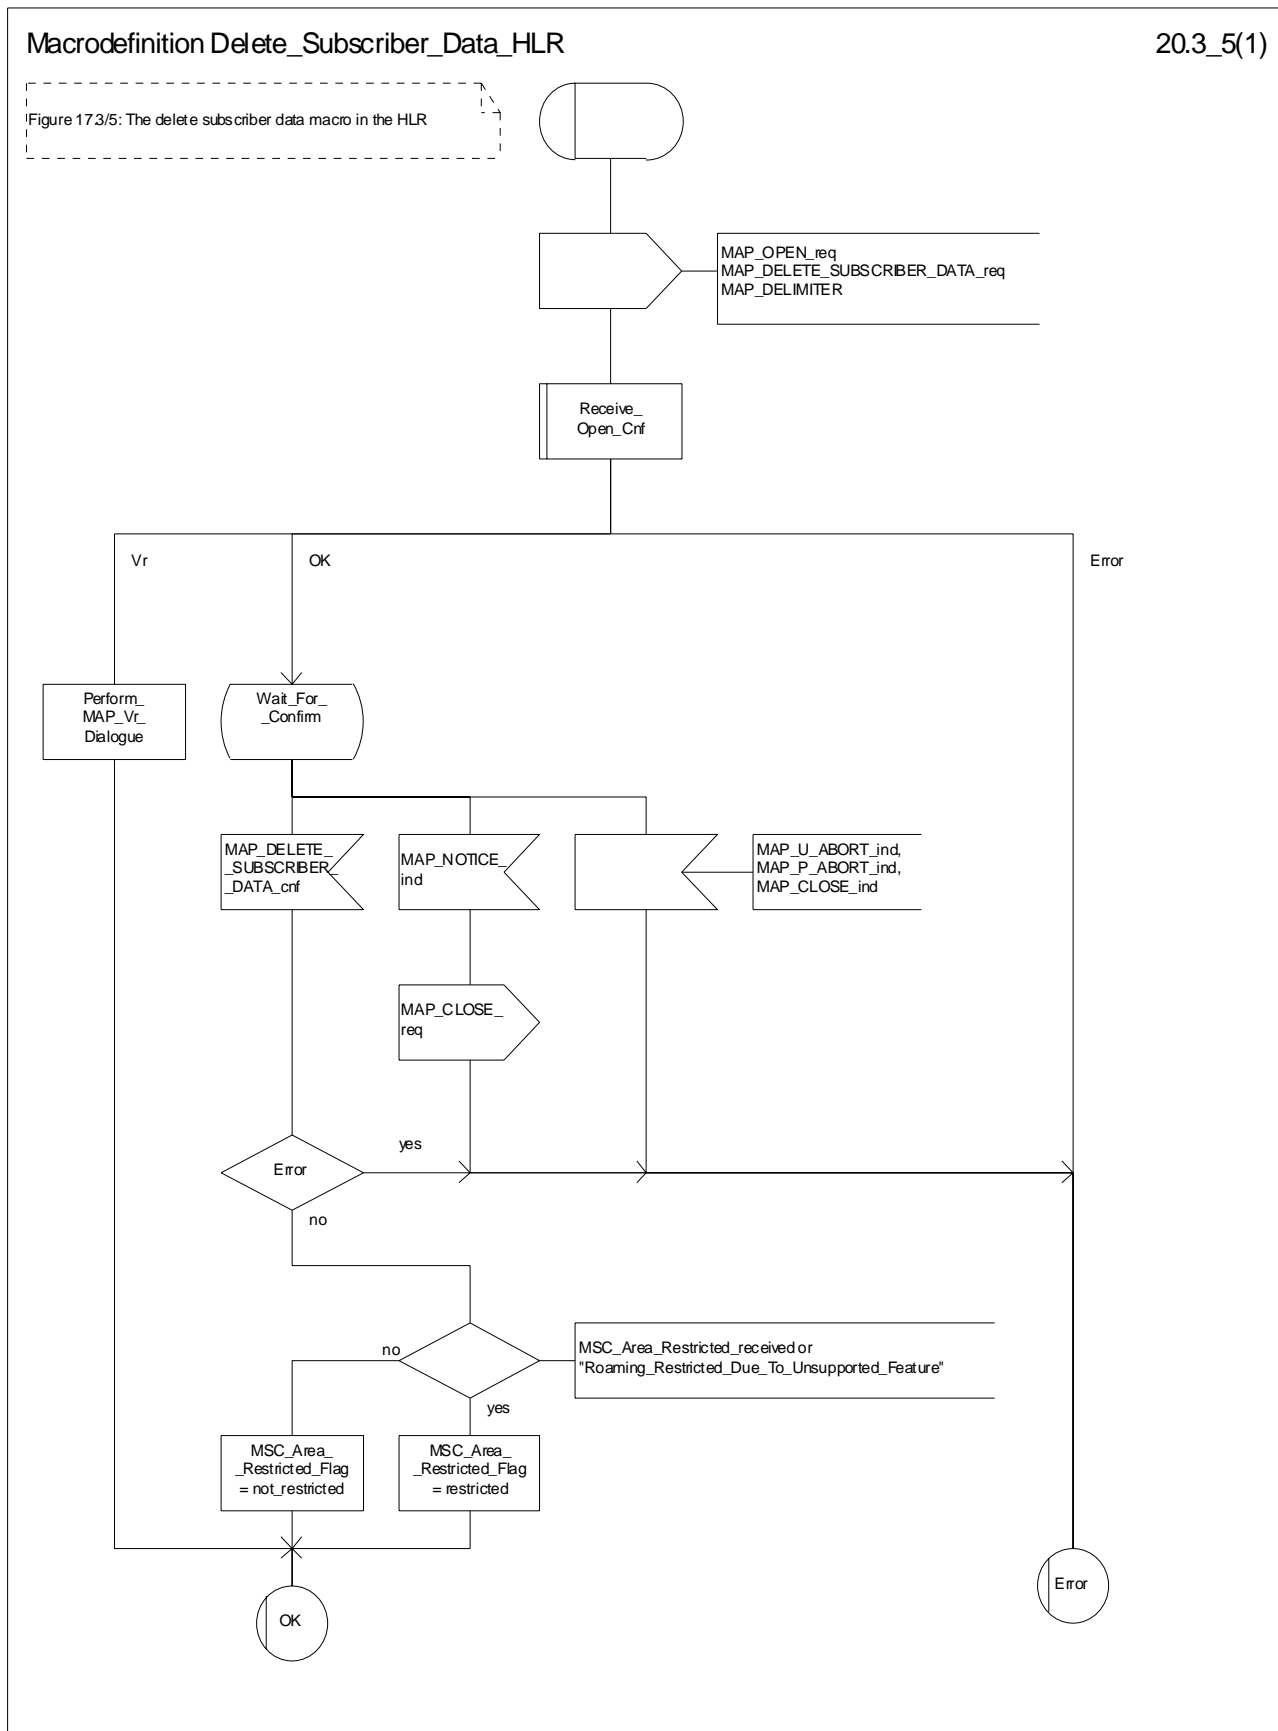 Macrodefinition Delete_Subscriber_Data_HLR
20.3_5(1)
Figure 17.3/5: The delete subscriber data macro in the HLR
MAP_OPEN_req
MAP_DELETE_SUBSCRIBER_DATA_req
MAP_DELIMITER
Receive_
Open_Cnf
Vr
OK
Error
Perform_
MAP_Vr_
Dialogue
Wait_For_
_Confirm
MAP_DELETE_
_SUBSCRIBER_
_DATA_cnf
MAP_NOTICE_
ind
MAP_U_ABORT_ind,
MAP_P_ABORT_ind,
MAP_CLOSE_ind
MAP_CLOSE_
req
Error
yes
no
no
MSC_Area_Restricted_received or
"Roaming_Restricted_Due_To_Unsupported_Feature"
yes
MSC_Area_
_Restricted_Flag
= not_restricted
MSC_Area_
_Restricted_Flag
= restricted
OK
Error